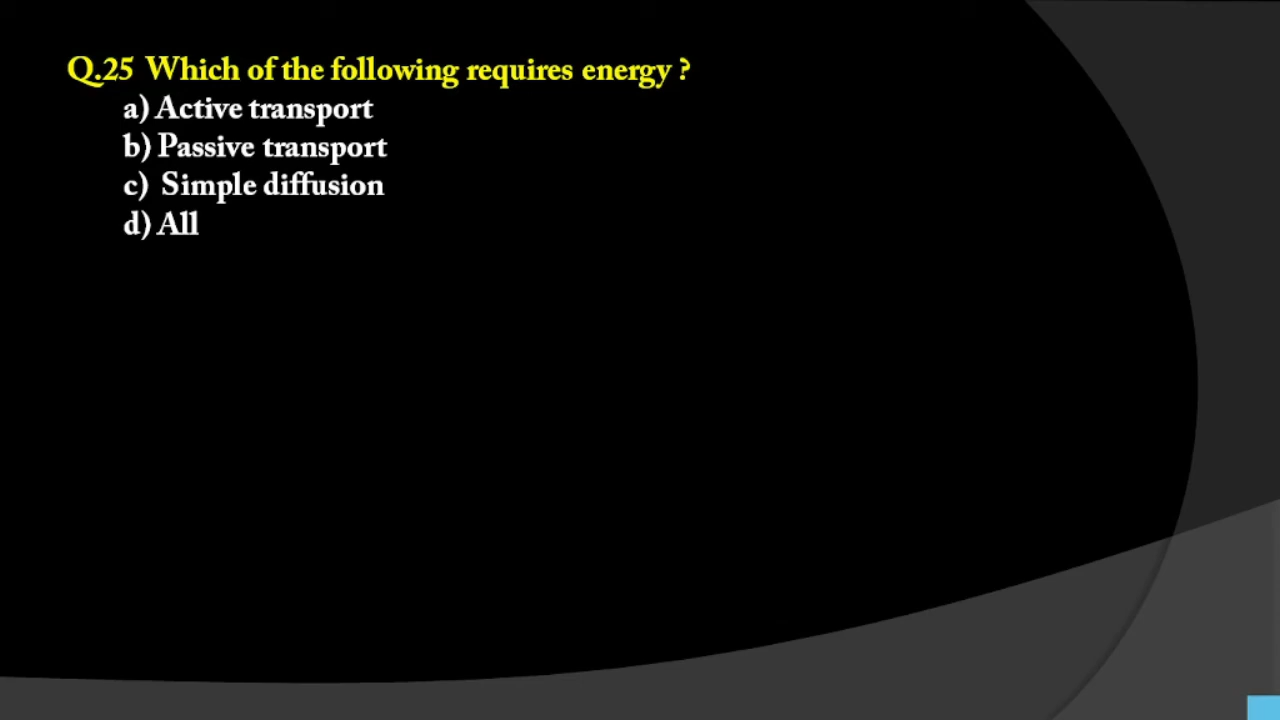 Q.25 Which of the following requires energy ?
a) Active transport
b) Passive transport
c) Simple diffusion
d) All